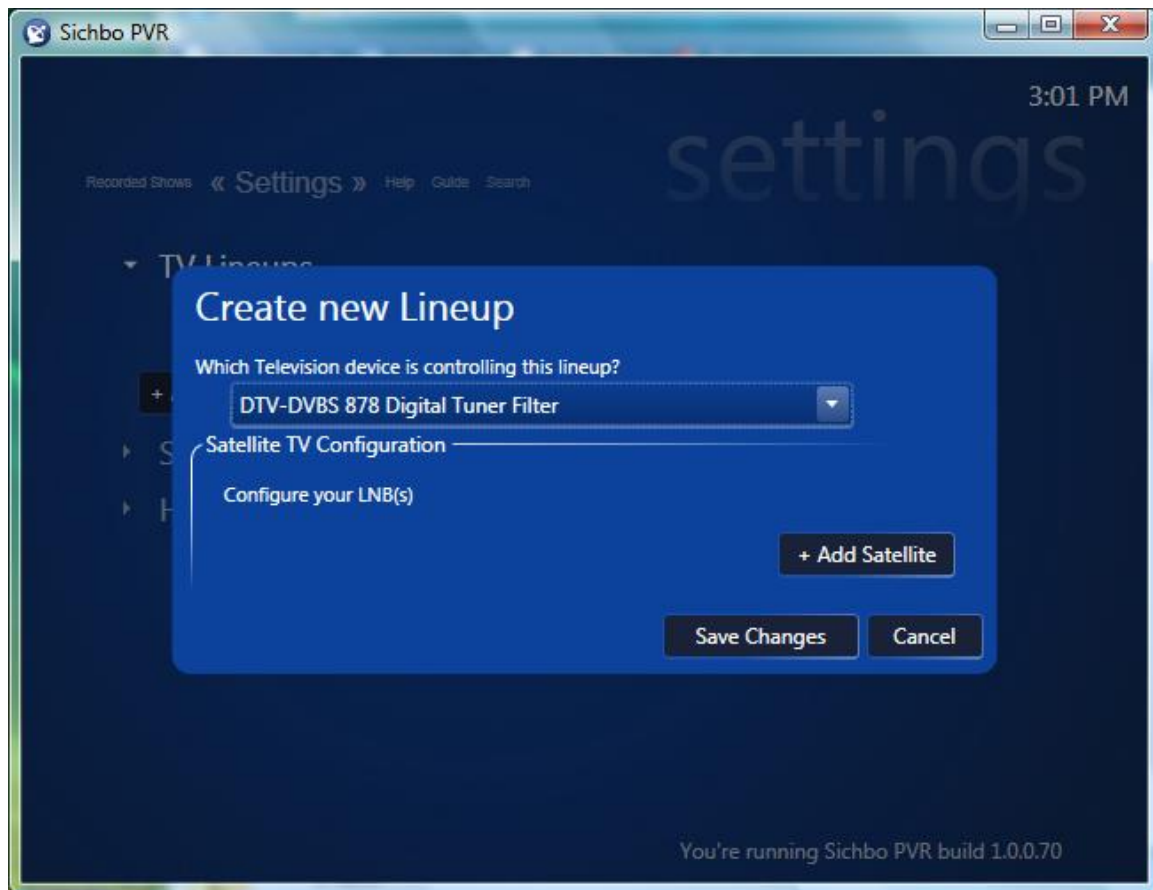 Sichbo PVR
3:01 PM
settings
Recorded Shows « Settings » Help Guide Search
TV Lineups
Create new Lineup
Which Television device is controlling this lineup?
+
DTV-DVBS 878 Digital Tuner Filter
S
Satellite TV Configuration
Configure your LNB(s)
H
+ Add Satellite
Save Changes Cancel
You're running Sichbo PVR build 1.0.0.70